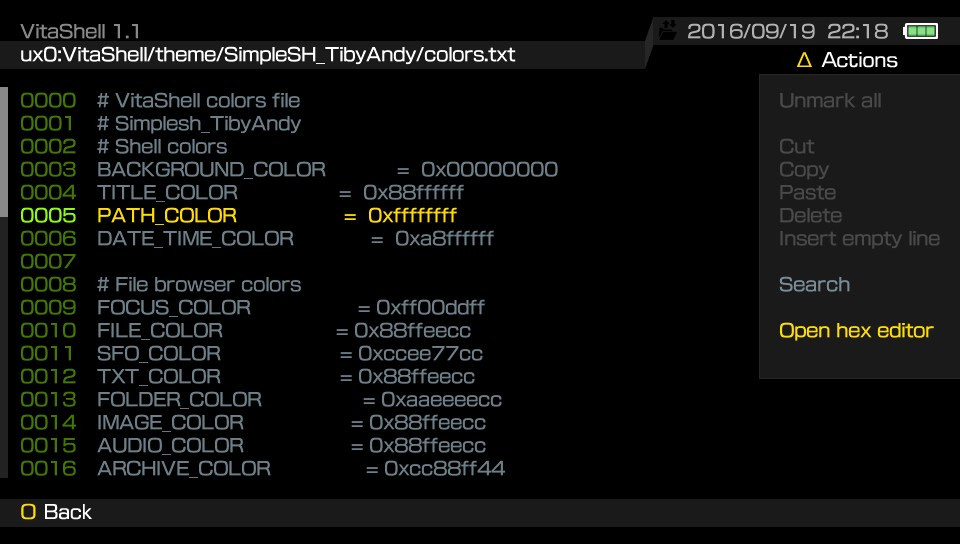 VitaShell 1.1
2016/09/19 22:18
ux0:VitaShell/theme/SimpleSH_TibyAndy/colors.txt
Δ Actions
0000 # VitaShell colors file
0001 # Simplesh_TibyAndy
0002 # Shell colors
0003 BACKGROUND_COLOR = 0x00000000
0004 TITLE_COLOR = 0x88ffffff
0005 PATH_COLOR = 0xffffffff
0006 DATE_TIME_COLOR = 0xa8ffffff
0007
0008 # File browser colors
0009 FOCUS_COLOR = 0xff00ddff
0010 FILE_COLOR = 0x88ffeecc
0011 SFO_COLOR = 0xccee77cc
0012 TXT_COLOR = 0x88ffeecc
0013 FOLDER_COLOR = 0xaaeeeecc
0014 IMAGE_COLOR = 0x88ffeecc
0015 AUDIO_COLOR = 0x88ffeecc
0016 ARCHIVE_COLOR = 0xcc88ff44
Unmark all
Cut
Copy
Paste
Delete
Insert empty line
Search
Open hex editor
O Back